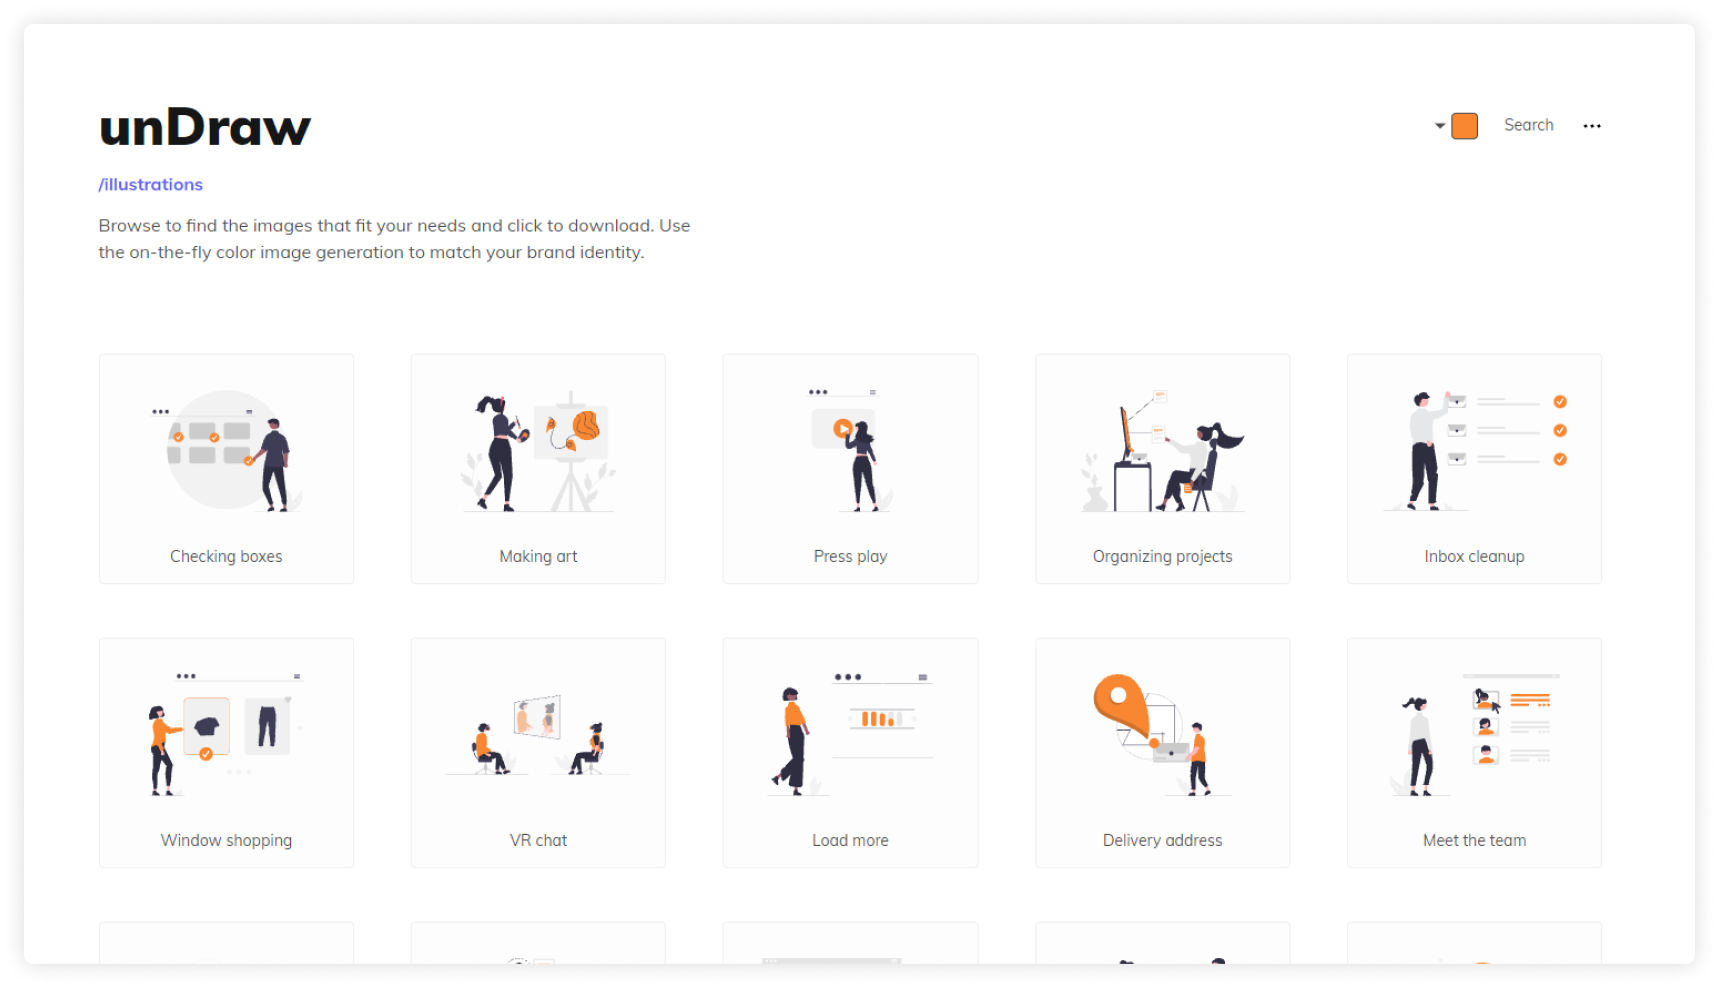 unDraw
Search
/illustrations
Browse to find the images that fit your needs and click to download. Use
the on-the-fly color image generation to match your brand identity.
Checking boxes
Making art
Press play
Organizing projects
Inbox cleanup
Window shopping
VR chat
Load more
Delivery address
Meet the team